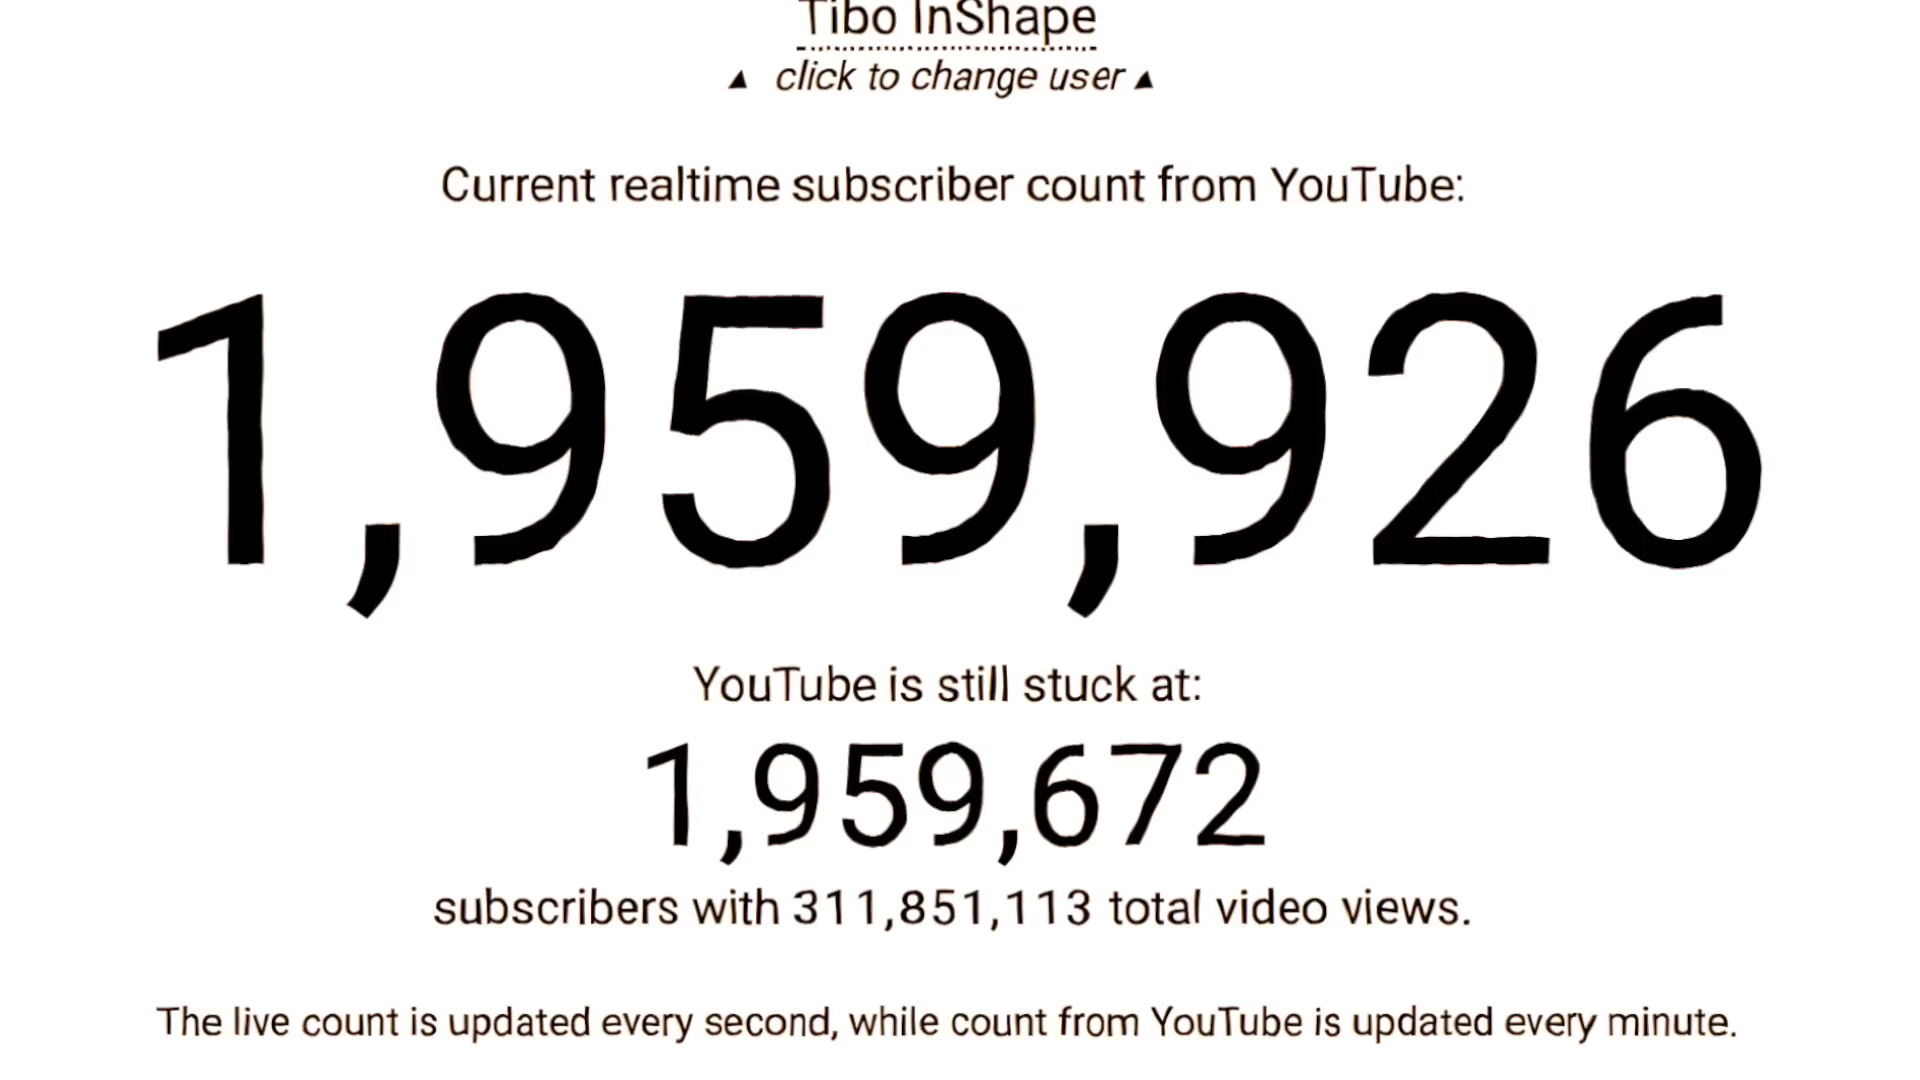 Tibo InShape
▲ click to change user ▲
Current realtime subscriber count from YouTube:
1,959,926
YouTube is still stuck at:
1,959,672
subscribers with 311,851,113 total video views.
The live count is updated every second, while count from YouTube is updated every minute.